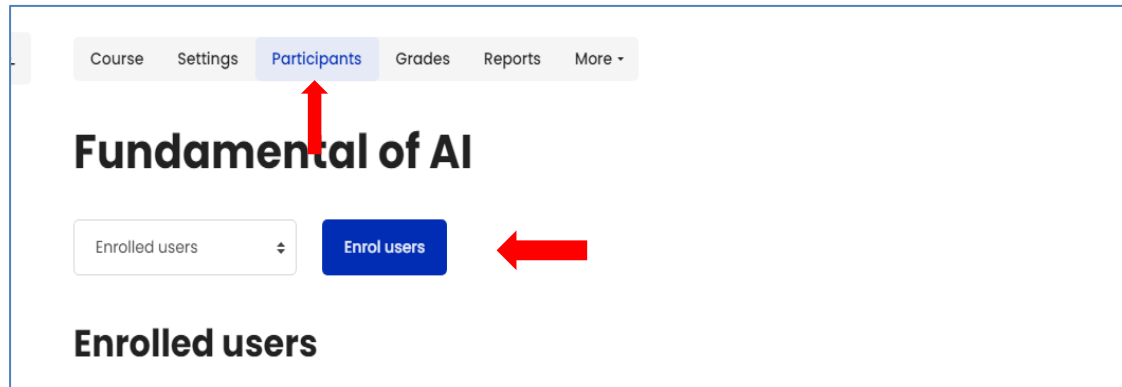 Course Settings Participants Grades Reports More
Fundamental of AI
Enrolled users Enrol users
Enrolled users